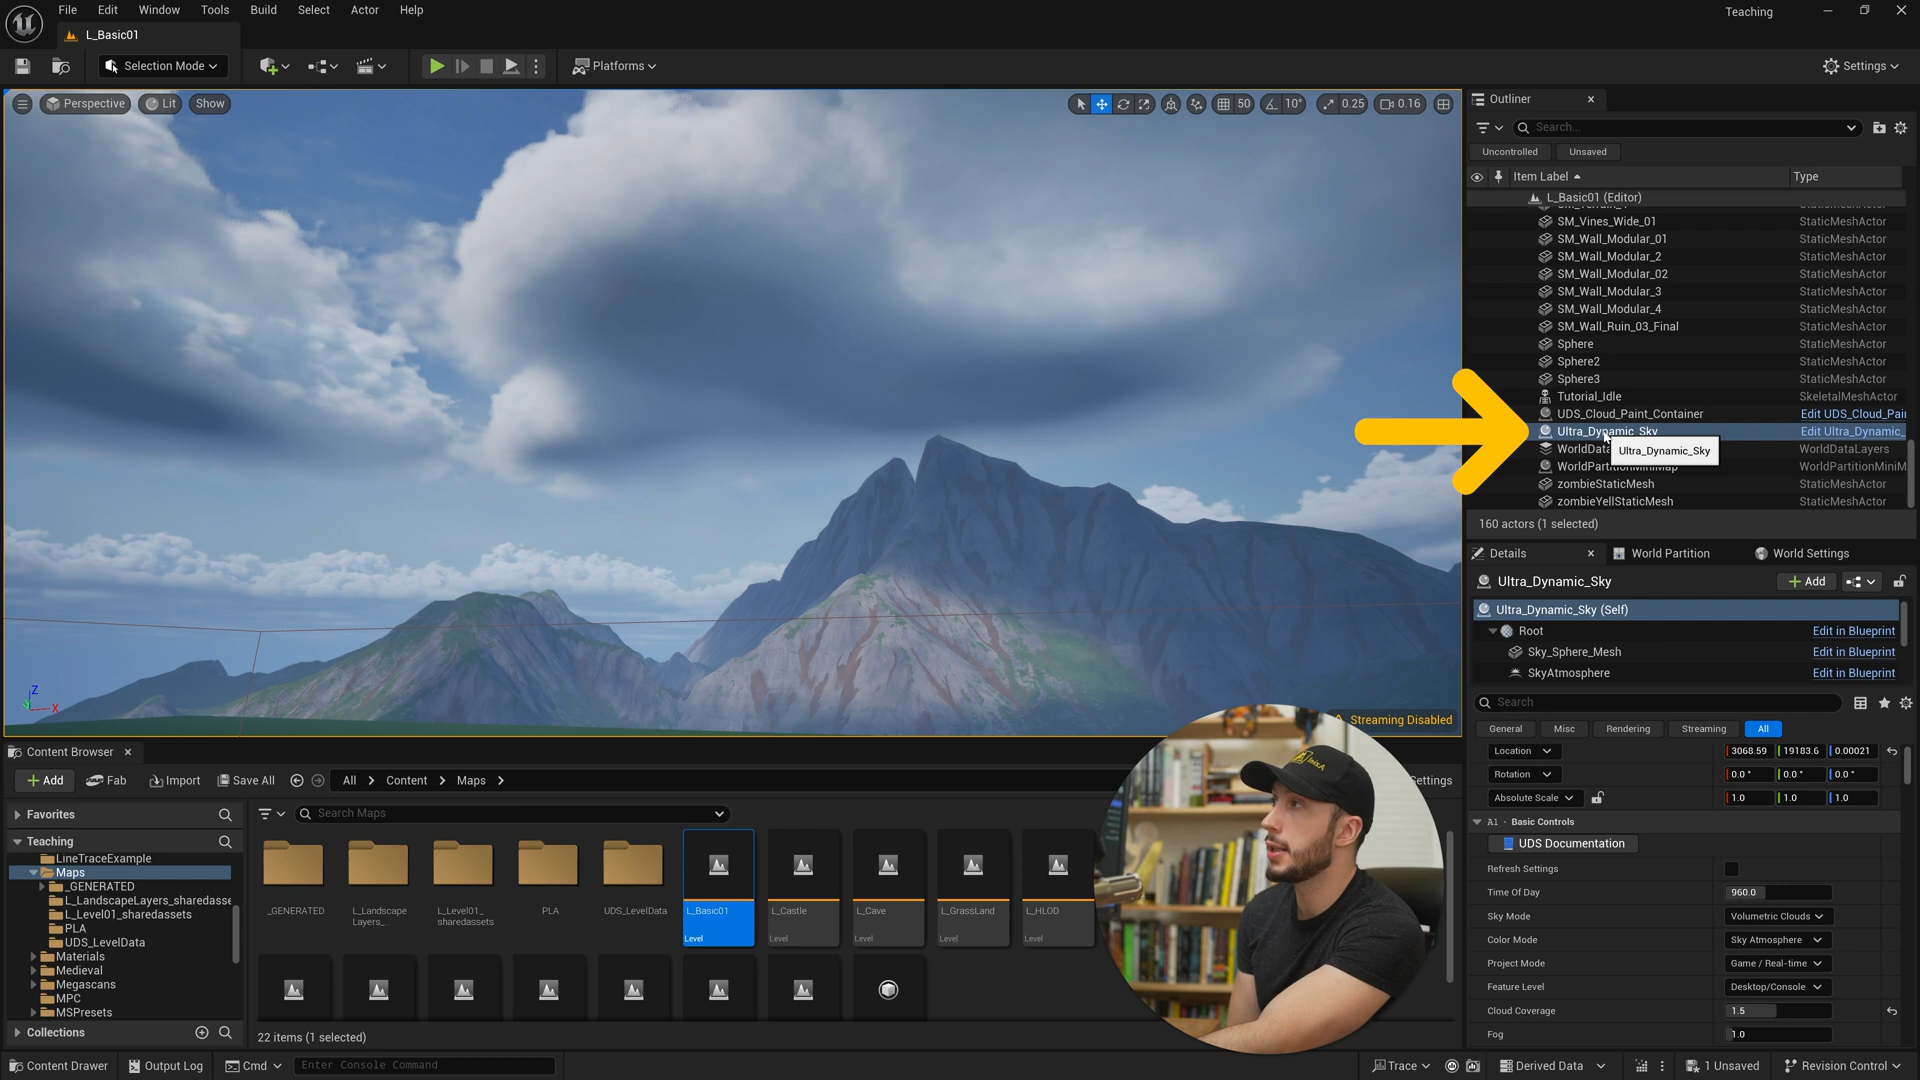 File Edit Window Tools Build Select Actor Help
Teaching
L_Basic01
Selection Mode
Platforms
Settings
Perspective Lit Show
50 10° 0.25 0.16
Streaming Disabled
Outliner
Search...
Uncontrolled Unsaved
Item Label Type
L_Basic01 (Editor)
SM_Vines_Wide_01 StaticMeshActor
SM_Wall_Modular_01 StaticMeshActor
SM_Wall_Modular_2 StaticMeshActor
SM_Wall_Modular_02 StaticMeshActor
SM_Wall_Modular_3 StaticMeshActor
SM_Wall_Modular_4 StaticMeshActor
SM_Wall_Ruin_03_Final StaticMeshActor
Sphere StaticMeshActor
Sphere2 StaticMeshActor
Sphere3 StaticMeshActor
Tutorial_Idle SkeletalMeshActor
UDS_Cloud_Paint_Container Edit UDS_Cloud_Pai
Ultra_Dynamic_Sky Edit Ultra_Dynamic_
Ultra_Dynamic_Sky
WorldData WorldDataLayers
WorldPartitionMiniMap WorldPartitionMiniM
zombieStaticMesh StaticMeshActor
zombieYellStaticMesh StaticMeshActor
160 actors (1 selected)
Details World Partition World Settings
Ultra_Dynamic_Sky Add
Ultra_Dynamic_Sky (Self)
Root Edit in Blueprint
Sky_Sphere_Mesh Edit in Blueprint
SkyAtmosphere Edit in Blueprint
Search
General Misc Rendering Streaming All
Location 3068.59 19183.6 0.00021
Rotation 0.0 ° 0.0 ° 0.0 °
Absolute Scale 1.0 1.0 1.0
A1 · Basic Controls
UDS Documentation
Refresh Settings
Time Of Day 960.0
Sky Mode Volumetric Clouds
Color Mode Sky Atmosphere
Project Mode Game / Real-time
Feature Level Desktop/Console
Cloud Coverage 1.5
Fog 1.0
Content Browser
Add Fab Import Save All All Content Maps ettings
Favorites
Teaching
LineTraceExample
Maps
_GENERATED
L_LandscapeLayers_sharedasse
L_Level01_sharedassets
PLA
UDS_LevelData
Materials
Medieval
Megascans
MPC
MSPresets
Collections
Search Maps
_GENERATED
L_Landscape
Layers_...
L_Level01_
sharedassets
PLA
UDS_LevelData
L_Basic01
Level
L_Castle
Level
L_Cave
Level
L_GrassLand
Level
L_HLOD
Level
22 items (1 selected)
Content Drawer Output Log Cmd Enter Console Command Trace Derived Data 1 Unsaved Revision Control
Z
X